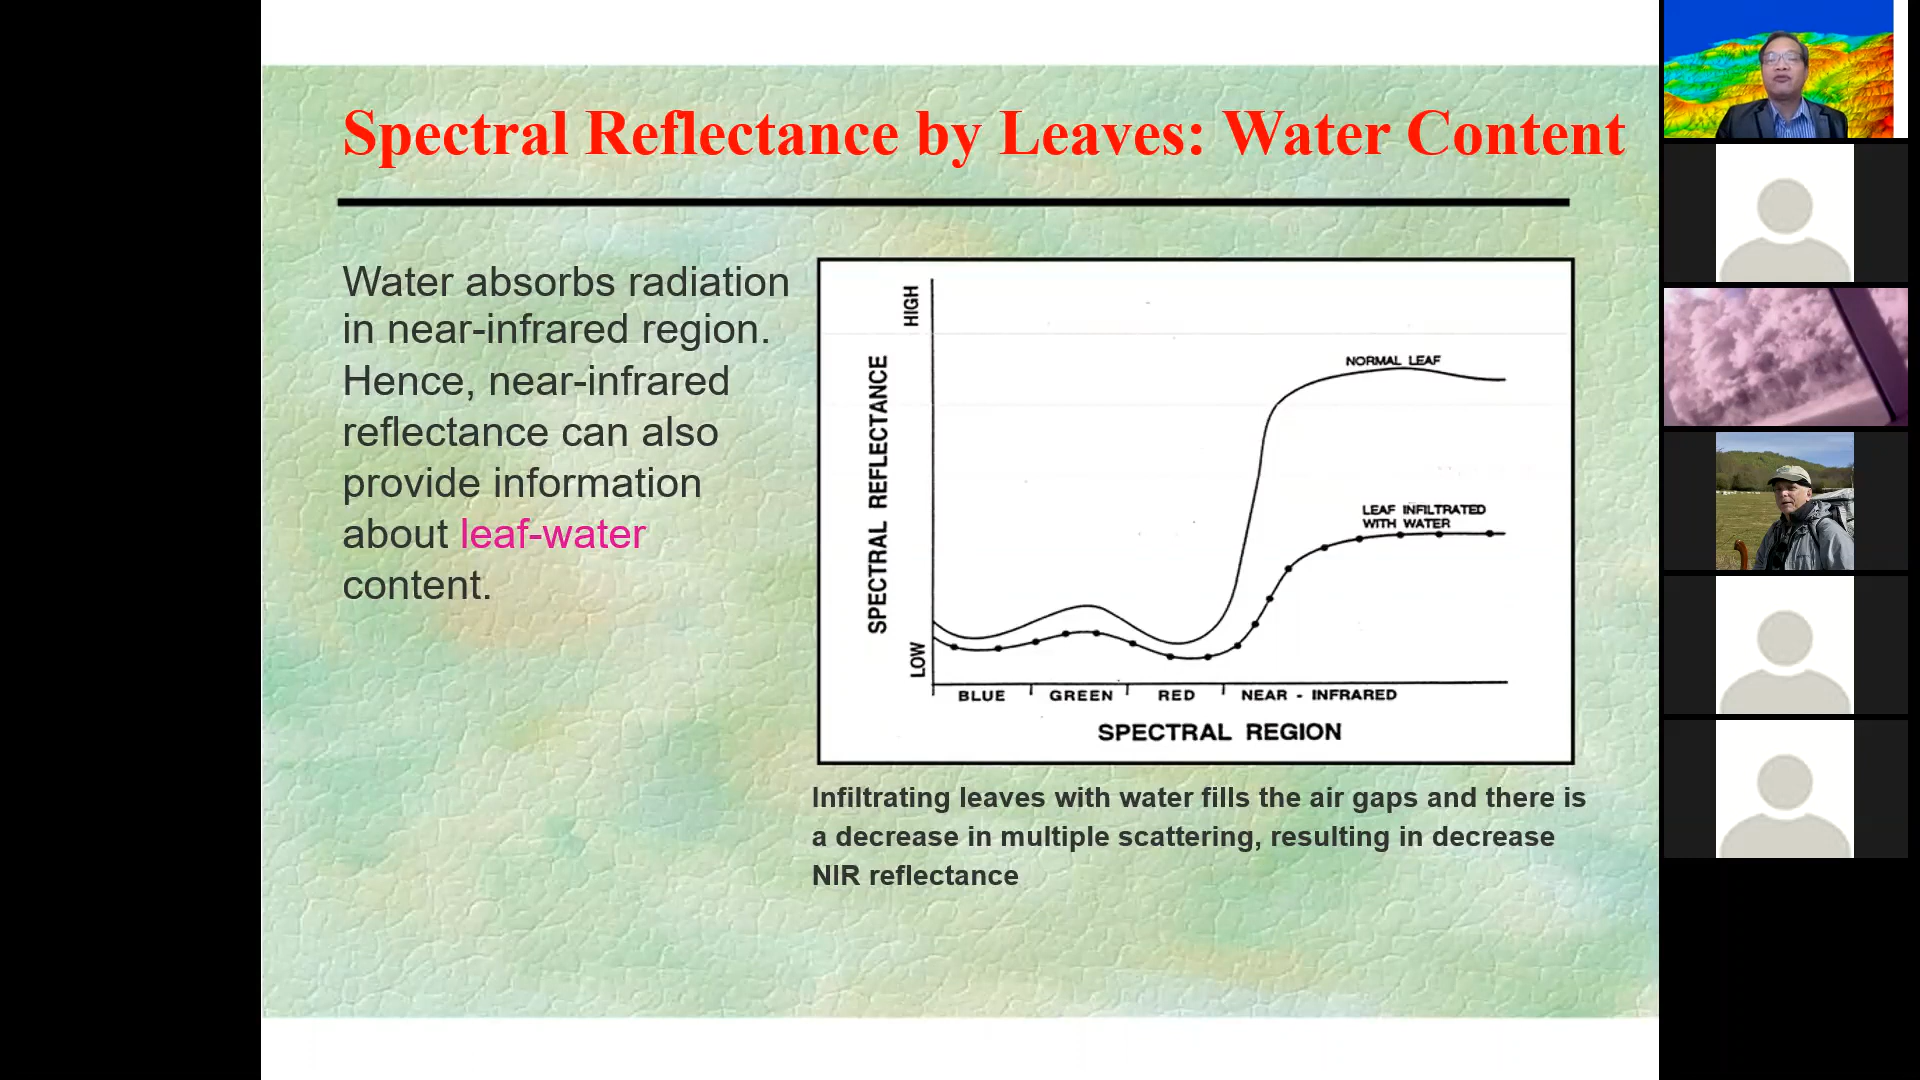 Spectral Reflectance by Leaves: Water Content
Water absorbs radiation
in near-infrared region.
Hence, near-infrared
reflectance can also
provide information
about leaf-water
content.
HIGH
SPECTRAL REFLECTANCE
LOW
NORMAL LEAF
LEAF INFILTRATED
WITH WATER
BLUE GREEN RED NEAR - INFRARED
SPECTRAL REGION
Infiltrating leaves with water fills the air gaps and there is
a decrease in multiple scattering, resulting in decrease
NIR reflectance